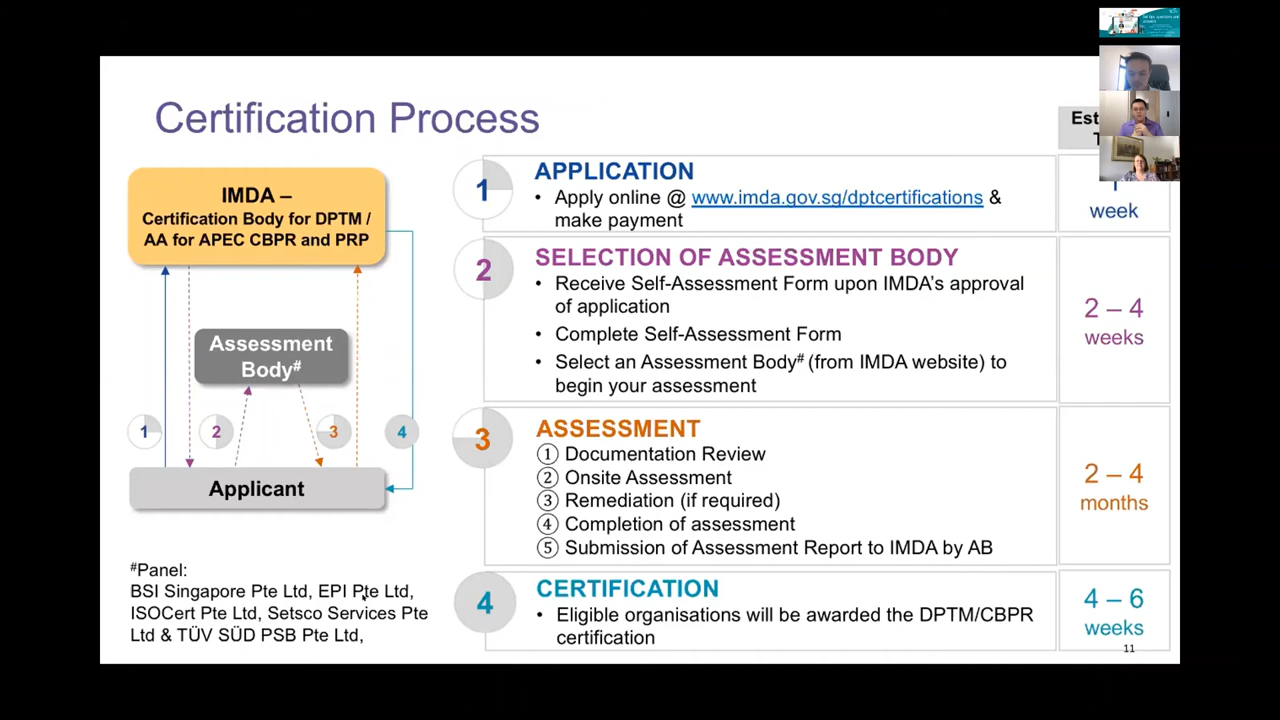 Certification Process
IMDA –
Certification Body for DPTM /
AA for APEC CBPR and PRP
Assessment
Body#
1
2
3
4
Applicant
#Panel:
BSI Singapore Pte Ltd, EPI Pte Ltd,
ISOCert Pte Ltd, Setsco Services Pte
Ltd & TÜV SÜD PSB Pte Ltd,
Est
1
APPLICATION
• Apply online @ www.imda.gov.sg/dptcertifications &
make payment
week
2
SELECTION OF ASSESSMENT BODY
• Receive Self-Assessment Form upon IMDA's approval
of application
• Complete Self-Assessment Form
• Select an Assessment Body# (from IMDA website) to
begin your assessment
2 – 4
weeks
3
ASSESSMENT
① Documentation Review
② Onsite Assessment
③ Remediation (if required)
④ Completion of assessment
⑤ Submission of Assessment Report to IMDA by AB
2 – 4
months
4
CERTIFICATION
• Eligible organisations will be awarded the DPTM/CBPR
certification
4 – 6
weeks
11